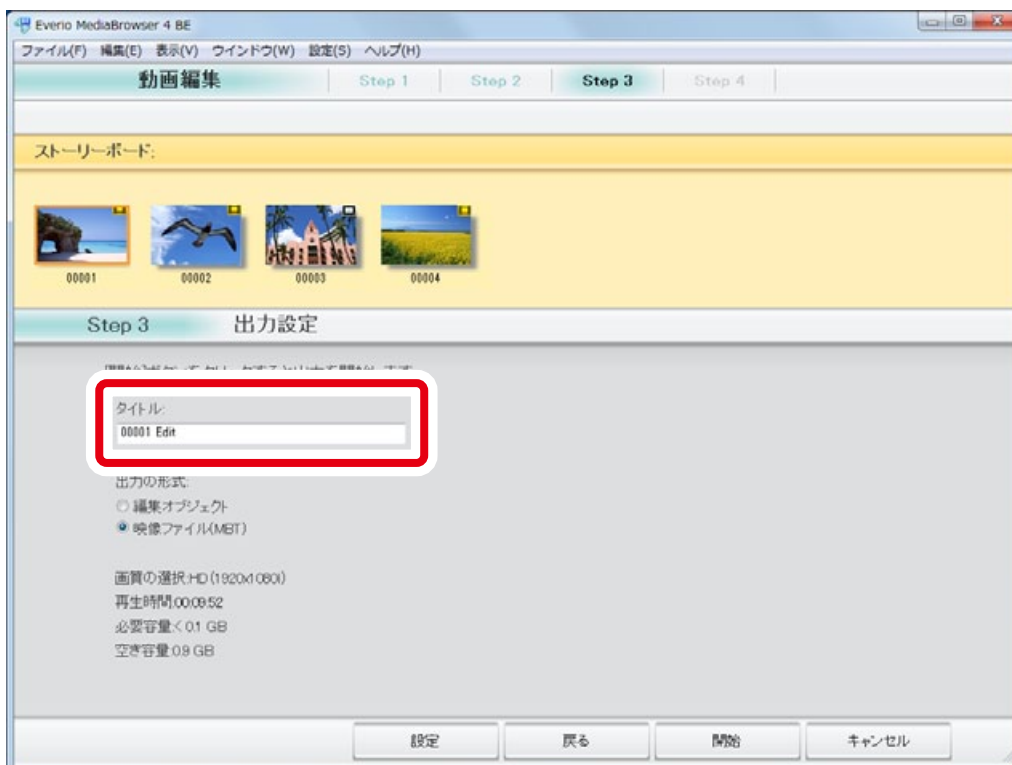 Everio MediaBrowser 4 BE
ファイル(F) 編集(E) 表示(V) ウインドウ(W) 設定(S) ヘルプ(H)
動画編集 Step 1 Step 2 Step 3 Step 4
ストーリーボード:
00001 00002 00003 00004
Step 3 出力設定
タイトル:
00001 Edit
出力の形式:
編集オブジェクト
映像ファイル(MBT)
画質の選択:HD (1920x1080i)
再生時間:00:09:52
必要容量:< 0.1 GB
空き容量:0.9 GB
設定 戻る 開始 キャンセル